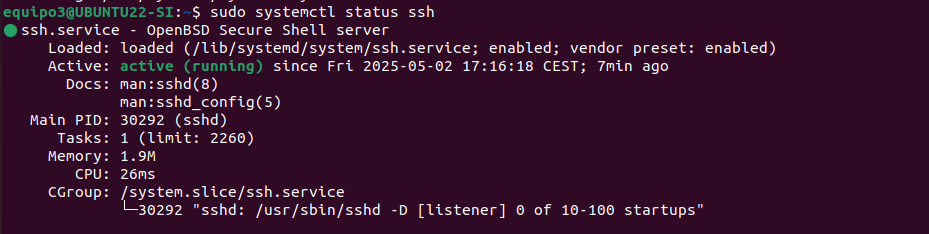 equipo3@UBUNTU22-SI:~$ sudo systemctl status ssh
● ssh.service - OpenBSD Secure Shell server
     Loaded: loaded (/lib/systemd/system/ssh.service; enabled; vendor preset: enabled)
     Active: active (running) since Fri 2025-05-02 17:16:18 CEST; 7min ago
       Docs: man:sshd(8)
             man:sshd_config(5)
   Main PID: 30292 (sshd)
      Tasks: 1 (limit: 2260)
     Memory: 1.9M
        CPU: 26ms
     CGroup: /system.slice/ssh.service
             └─30292 "sshd: /usr/sbin/sshd -D [listener] 0 of 10-100 startups"